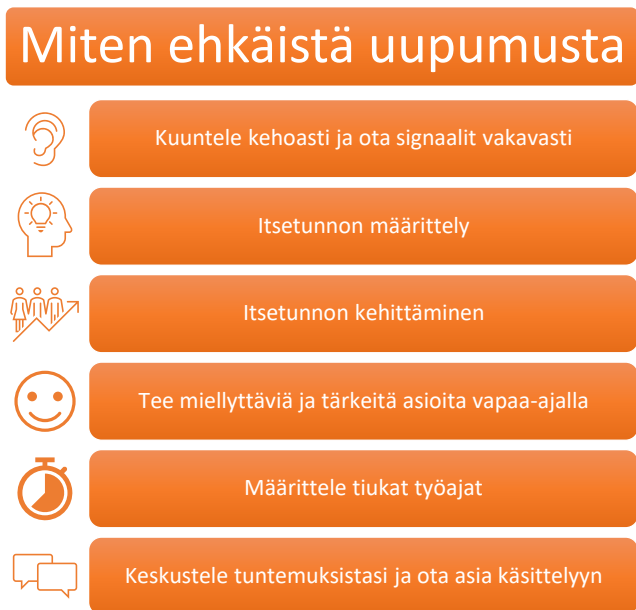 Miten ehkäistä uupumusta
Kuuntele kehoasti ja ota signaalit vakavasti
Itsetunnon määrittely
Itsetunnon kehittäminen
Tee miellyttäviä ja tärkeitä asioita vapaa-ajalla
Määrittele tiukat työajat
Keskustele tuntemuksistasi ja ota asia käsittelyyn